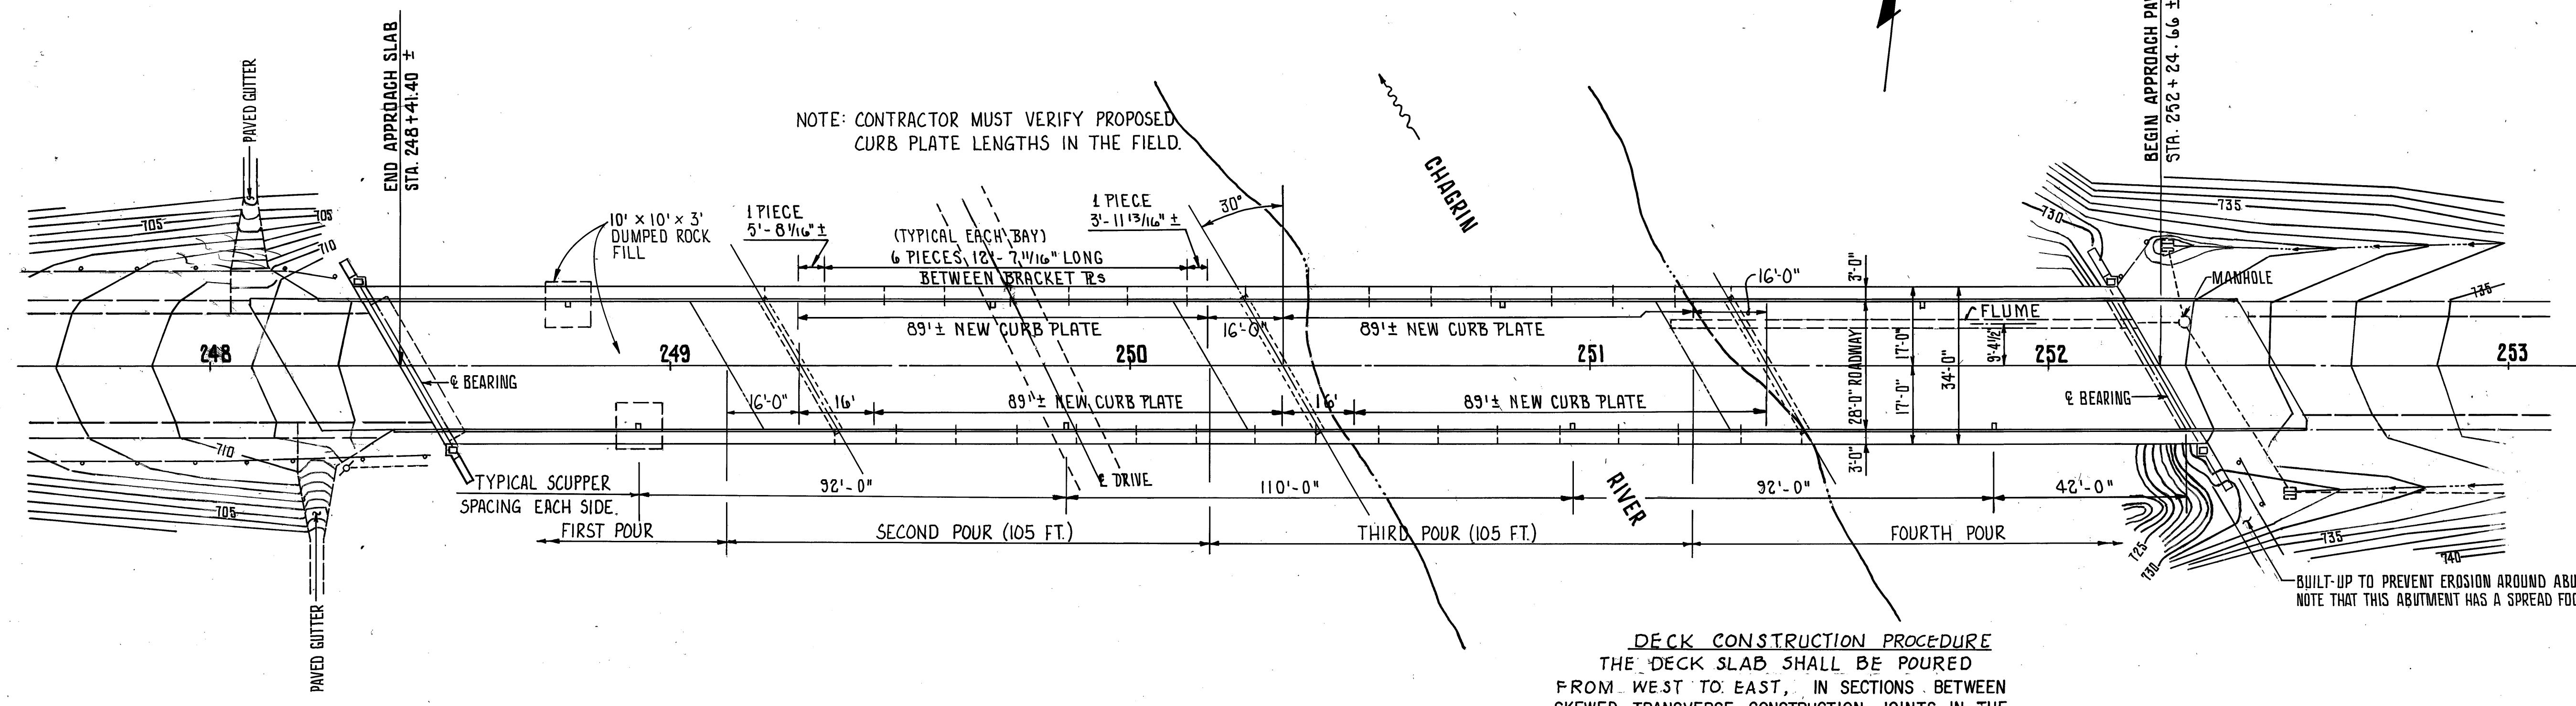 PAVED GUTTER
END APPROACH SLAB
STA. 248+41.40 ±
NOTE: CONTRACTOR MUST VERIFY PROPOSED
CURB PLATE LENGTHS IN THE FIELD.
CHAGRIN
BEGIN APPROACH
STA. 252+24.66 ±
705
705
710
10' × 10' × 3'
DUMPED ROCK
FILL
1 PIECE
5'-8 1/16" ±
(TYPICAL EACH BAY)
6 PIECES, 12'-7 11/16" LONG
BETWEEN BRACKET ℞s
1 PIECE
3'-11 13/16" ±
30°
16'-0"
3'-0"
730
735
MANHOLE
735
89'± NEW CURB PLATE
16'-0"
89'± NEW CURB PLATE
FLUME
248
249
250
251
252
253
28'-0" ROADWAY
17'-0"
17'-0"
34'-0"
9'-4½"
℄ BEARING
℄ BEARING
16'-0"
16'
89'± NEW CURB PLATE
16'
89'± NEW CURB PLATE
3'-0"
710
705
TYPICAL SCUPPER
SPACING EACH SIDE.
92'-0"
℄ DRIVE
110'-0"
RIVER
92'-0"
42'-0"
FIRST POUR
SECOND POUR (105 FT.)
THIRD POUR (105 FT.)
FOURTH POUR
725
730
735
740
PAVED GUTTER
BUILT-UP TO PREVENT EROSION AROUND
NOTE THAT THIS ABUTMENT HAS A SPREAD
DECK CONSTRUCTION PROCEDURE
THE DECK SLAB SHALL BE POURED
FROM WEST TO EAST, IN SECTIONS BETWEEN
SKEWED TRANSVERSE CONSTRUCTION JOINTS IN THE